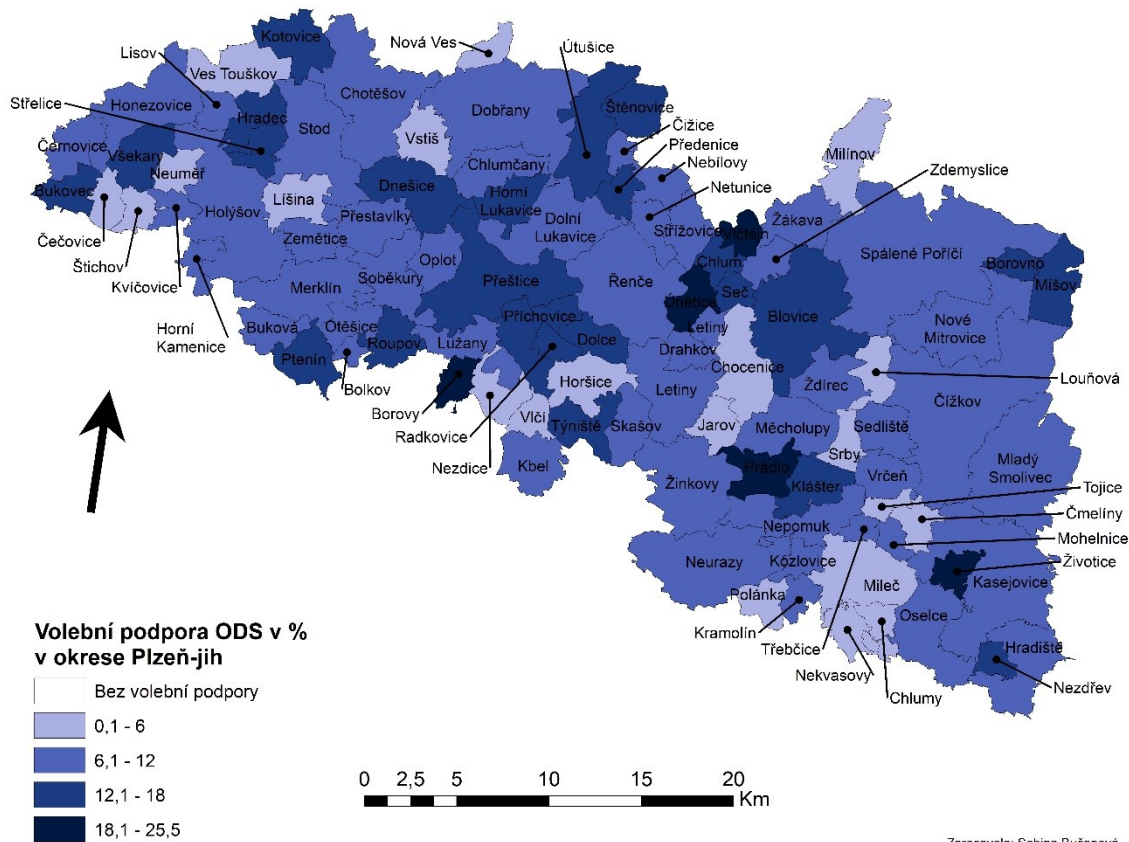 Kotovice
Nová Ves
Útušice
Lisov
Ves Touškov
Štěnovice
Střelice
Honezovice
Chotěšov
Dobřany
Hradec
Stod
Vstiš
Čižice
Předenice
Milínov
Černovice
Všekary
Neuměř
Chlumčany
Nebílovy
Zdemyslice
Bukovec
Líšina
Dnešice
Horní
Lukavice
Netunice
Holýšov
Přestavlky
Dolní
Lukavice
Střížovice
Vlčtejn
Žákava
Čečovice
Zemětice
Oplot
Chlum
Spálené Poříčí
Štichov
Soběkury
Přeštice
Řenče
Borovno
Míšov
Kvíčovice
Merklín
Únětice
Seč
Blovice
Horní
Kamenice
Buková
Otěšice
Příchovice
Letiny
Nové
Mitrovice
Ptenín
Roupov
Lužany
Dolce
Drahkov
Chocenice
Bolkov
Horšice
Letiny
Ždírec
Louňová
Borovy
Čížkov
Radkovice
Vlčí
Týniště
Skašov
Jarov
Měcholupy
Sedliště
Nezdice
Srby
Kbel
Žinkovy
Prádlo
Klášter
Vrčeň
Mladý
Smolivec
Tojice
Čmelíny
Nepomuk
Mohelnice
Neurazy
Kozlovice
Životice
Mileč
Kasejovice
Polánka
Oselce
Kramolín
Třebčice
Hradiště
Nekvasovy
Nezdřev
Chlumy
Volební podpora ODS v %
v okrese Plzeň-jih
Bez volební podpory
0,1 - 6
6,1 - 12
12,1 - 18
18,1 - 25,5
0 2,5 5 10 15 20
Km